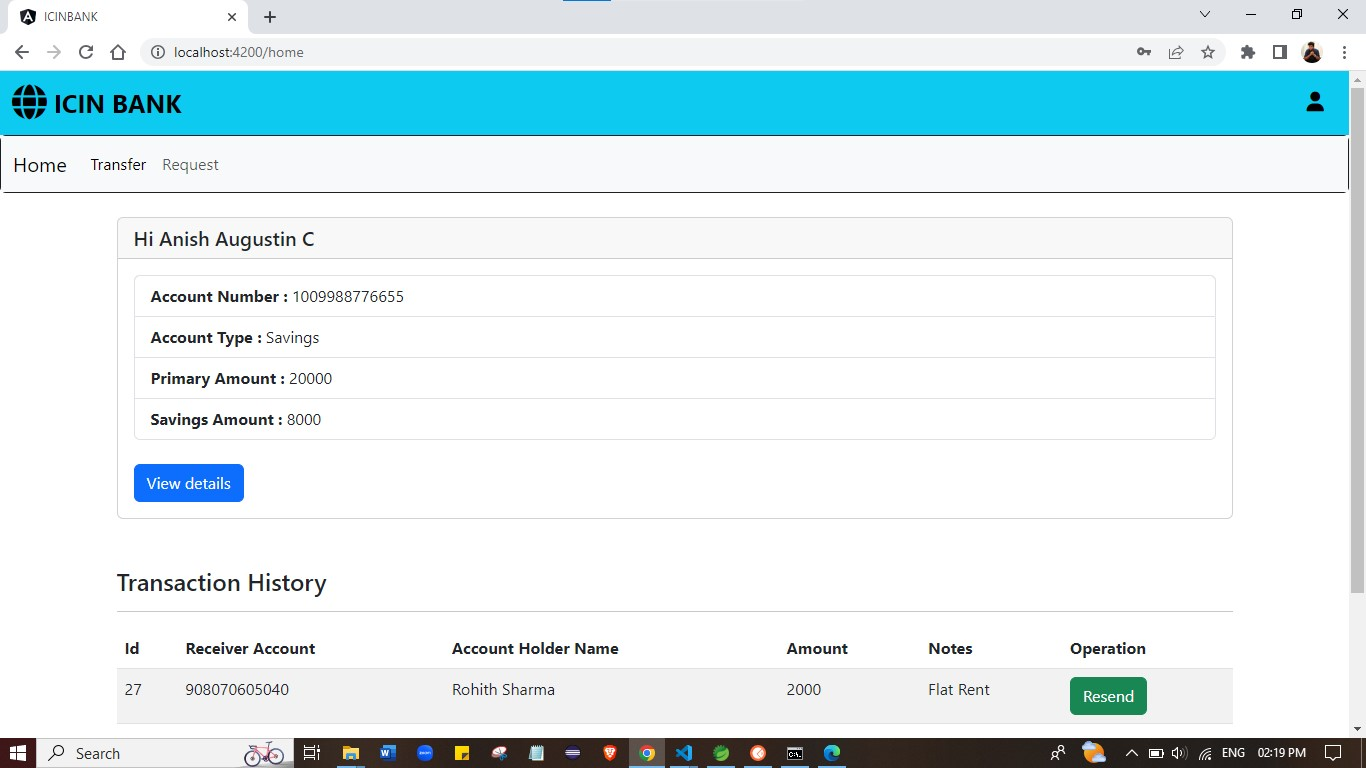 ICINBANK
localhost:4200/home
ICIN BANK
Home Transfer Request
Hi Anish Augustin C
Account Number : 1009988776655
Account Type : Savings
Primary Amount : 20000
Savings Amount : 8000
View details
Transaction History
Id Receiver Account Account Holder Name Amount Notes Operation
27 908070605040 Rohith Sharma 2000 Flat Rent Resend
Search ENG 02:19 PM